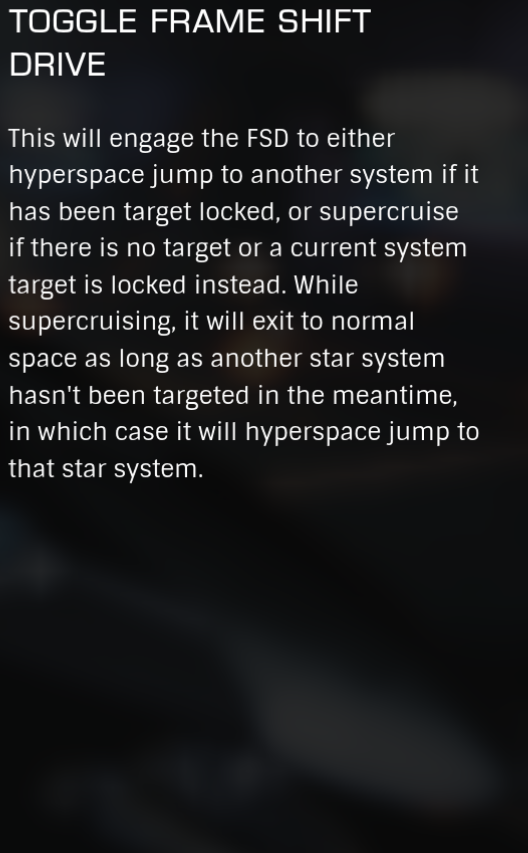 TOGGLE FRAME SHIFT
DRIVE
This will engage the FSD to either
hyperspace jump to another system if it
has been target locked, or supercruise
if there is no target or a current system
target is locked instead. While
supercruising, it will exit to normal
space as long as another star system
hasn't been targeted in the meantime,
in which case it will hyperspace jump to
that star system.